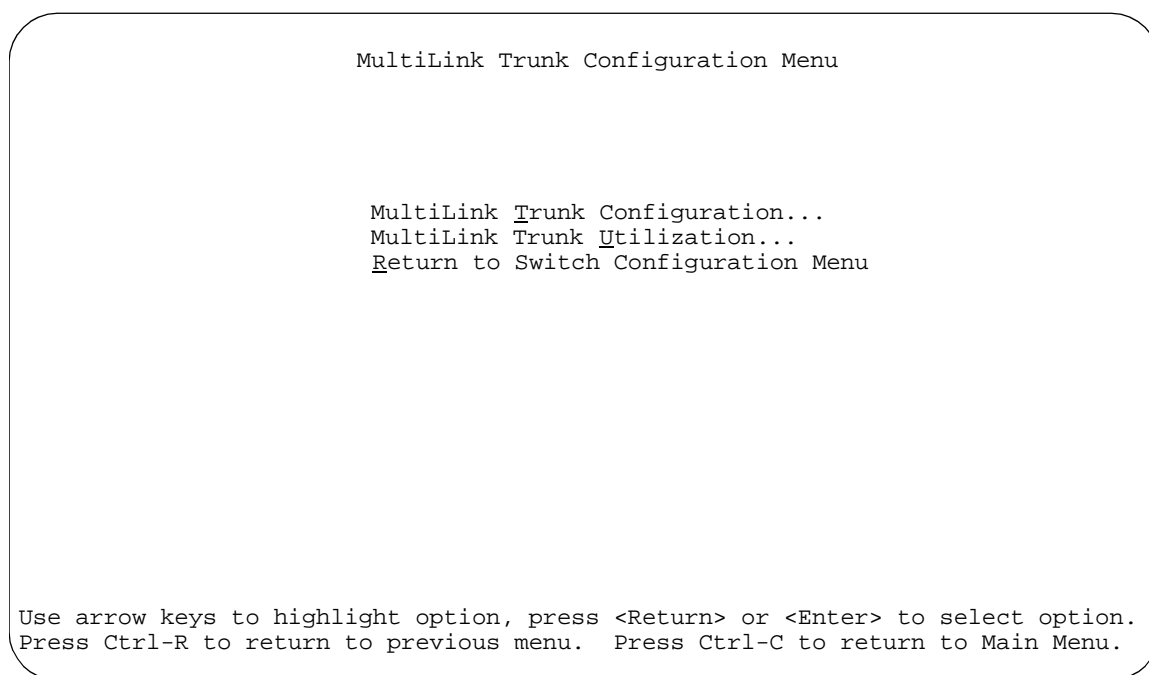 MultiLink Trunk Configuration Menu
MultiLink Trunk Configuration...
MultiLink Trunk Utilization...
Return to Switch Configuration Menu
Use arrow keys to highlight option, press <Return> or <Enter> to select option.
Press Ctrl-R to return to previous menu.  Press Ctrl-C to return to Main Menu.